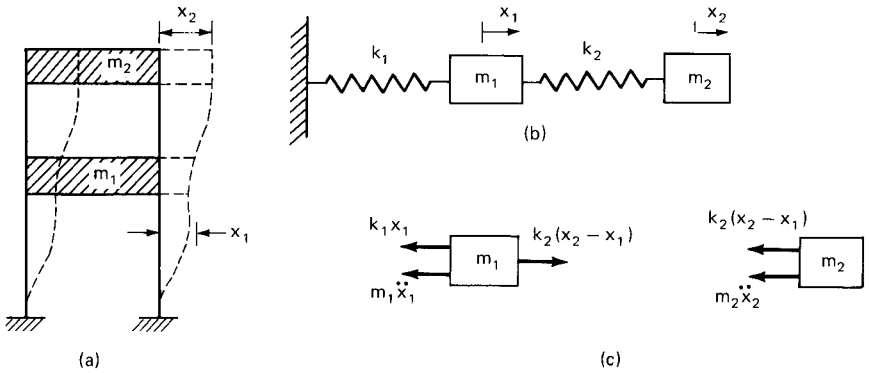 x₂
m₂
m₁
x₁
(a)
x₁
x₂
k₁
k₂
m₁
m₂
(b)
k₁x₁
k₂(x₂ − x₁)
m₁
m₁ẍ₁
k₂(x₂ − x₁)
m₂
m₂ẍ₂
(c)